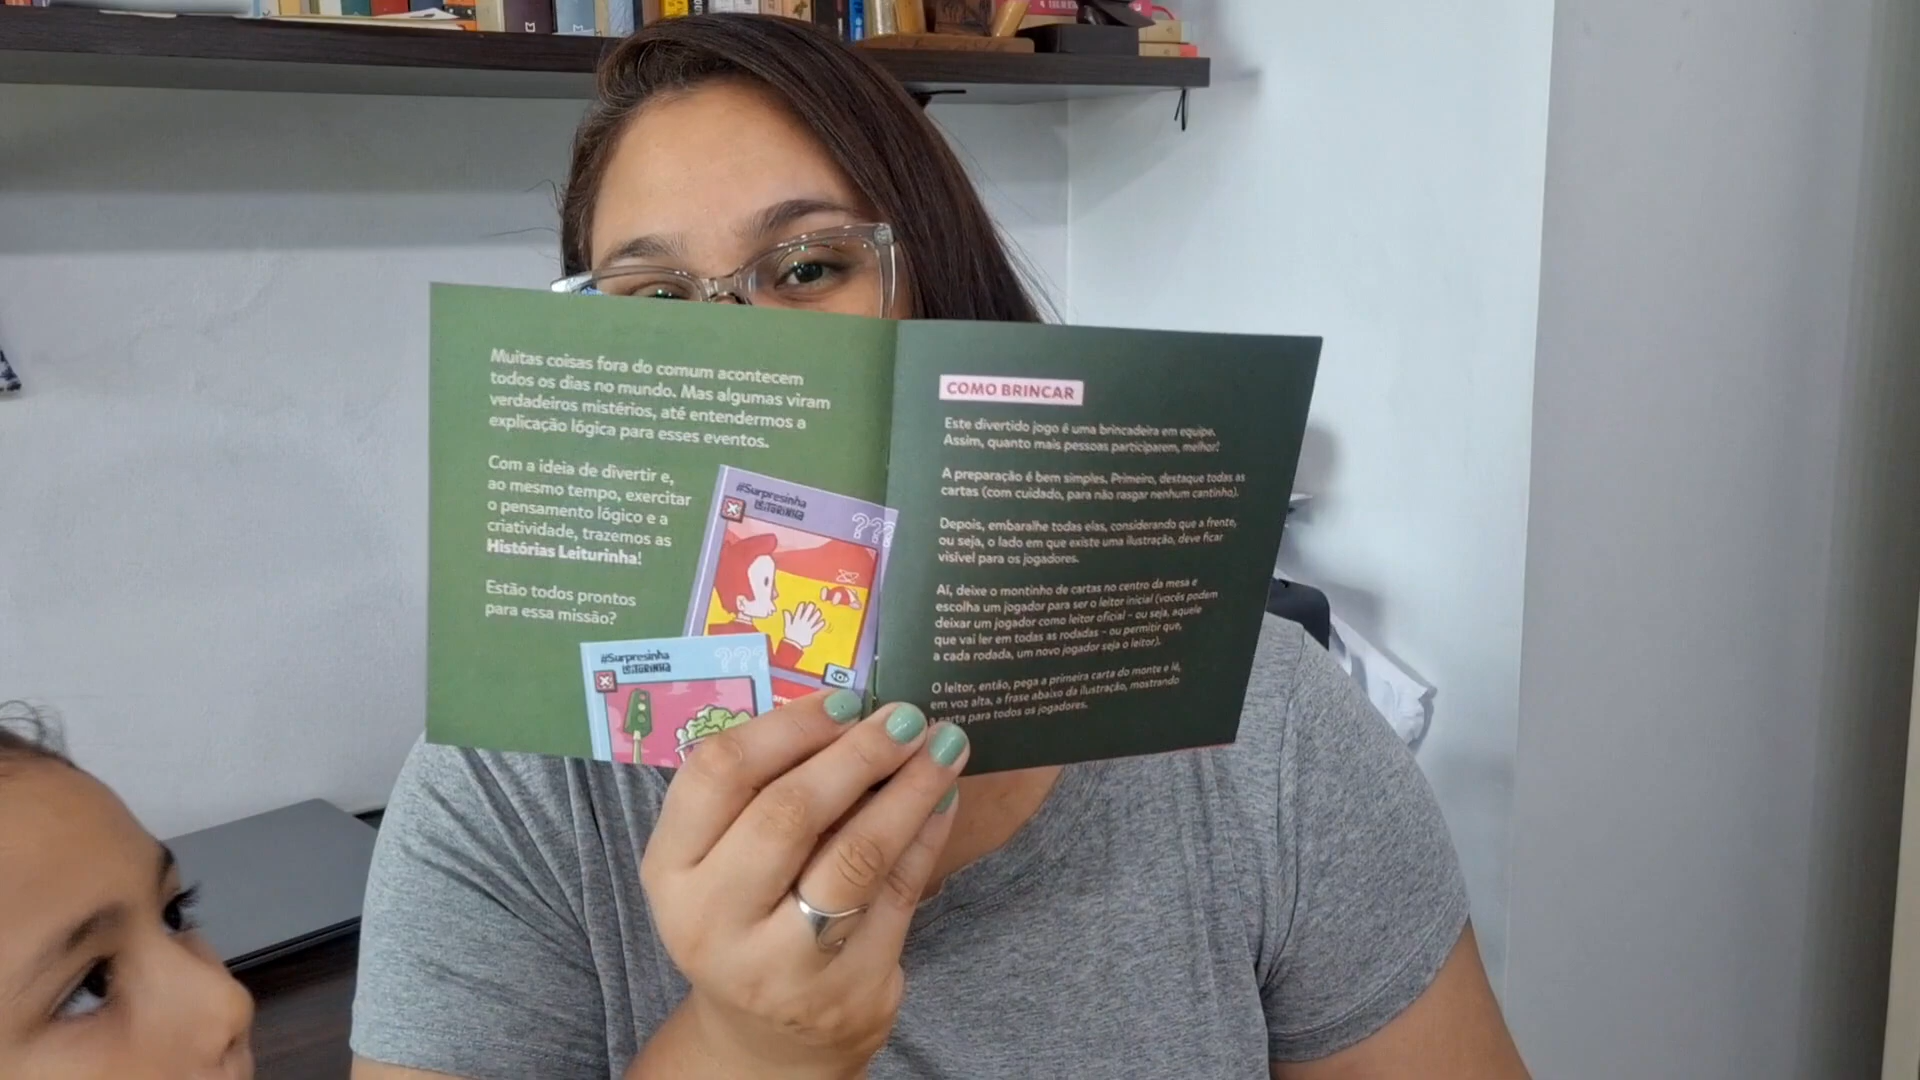 Muitas coisas fora do comum acontecem
todos os dias no mundo. Mas algumas viram
verdadeiros mistérios, até entendermos a
explicação lógica para esses eventos.
Com a ideia de divertir e,
ao mesmo tempo, exercitar
o pensamento lógico e a
criatividade, trazemos as
Histórias Leiturinha!
Estão todos prontos
para essa missão?
#Surpresinha
LEITURINHA
???
#Surpresinha
LEITURINHA
???
COMO BRINCAR
Este divertido jogo é uma brincadeira em equipe.
Assim, quanto mais pessoas participarem, melhor!
A preparação é bem simples. Primeiro, destaque todas as
cartas (com cuidado, para não rasgar nenhum cantinho).
Depois, embaralhe todas elas, considerando que a frente,
ou seja, o lado em que existe uma ilustração, deve ficar
visível para os jogadores.
Aí, deixe o montinho de cartas no centro da mesa e
escolha um jogador para ser o leitor inicial (vocês podem
deixar um jogador como leitor oficial - ou seja, aquele
que vai ler em todas as rodadas - ou permitir que,
a cada rodada, um novo jogador seja o leitor).
O leitor, então, pega a primeira carta do monte e lê,
em voz alta, a frase abaixo da ilustração, mostrando
a carta para todos os jogadores.